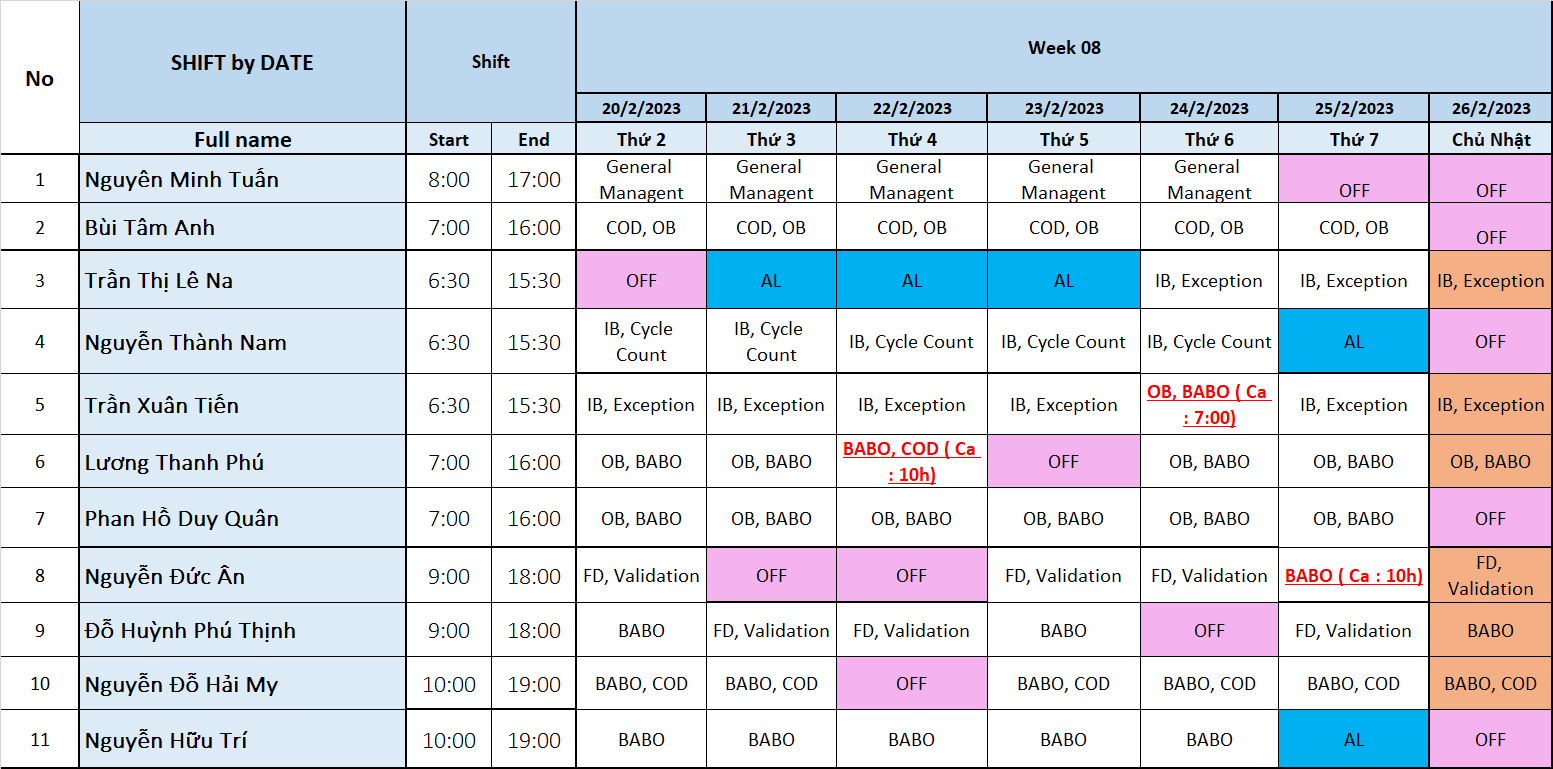 No
SHIFT by DATE
Shift
Week 08
20/2/2023 21/2/2023 22/2/2023 23/2/2023 24/2/2023 25/2/2023 26/2/2023
Full name Start End Thứ 2 Thứ 3 Thứ 4 Thứ 5 Thứ 6 Thứ 7 Chủ Nhật
1 Nguyên Minh Tuấn 8:00 17:00 General Managent General Managent General Managent General Managent General Managent OFF OFF
2 Bùi Tâm Anh 7:00 16:00 COD, OB COD, OB COD, OB COD, OB COD, OB COD, OB OFF
3 Trần Thị Lê Na 6:30 15:30 OFF AL AL AL IB, Exception IB, Exception IB, Exception
4 Nguyễn Thành Nam 6:30 15:30 IB, Cycle Count IB, Cycle Count IB, Cycle Count IB, Cycle Count IB, Cycle Count AL OFF
5 Trần Xuân Tiến 6:30 15:30 IB, Exception IB, Exception IB, Exception IB, Exception OB, BABO ( Ca : 7:00) IB, Exception IB, Exception
6 Lương Thanh Phú 7:00 16:00 OB, BABO OB, BABO BABO, COD ( Ca : 10h) OFF OB, BABO OB, BABO OB, BABO
7 Phan Hồ Duy Quân 7:00 16:00 OB, BABO OB, BABO OB, BABO OB, BABO OB, BABO OB, BABO OFF
8 Nguyễn Đức Ân 9:00 18:00 FD, Validation OFF OFF FD, Validation FD, Validation BABO ( Ca : 10h) FD, Validation
9 Đỗ Huỳnh Phú Thịnh 9:00 18:00 BABO FD, Validation FD, Validation BABO OFF FD, Validation BABO
10 Nguyễn Đỗ Hải My 10:00 19:00 BABO, COD BABO, COD OFF BABO, COD BABO, COD BABO, COD BABO, COD
11 Nguyễn Hữu Trí 10:00 19:00 BABO BABO BABO BABO BABO AL OFF